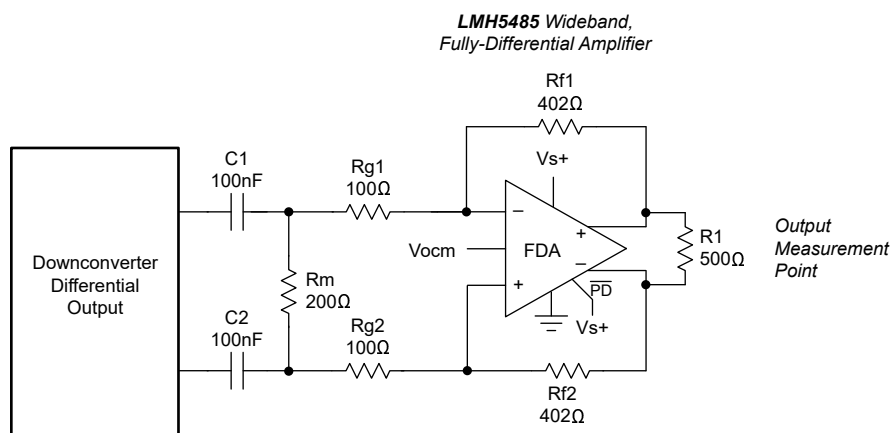 LMH5485 Wideband,
Fully-Differential Amplifier
Rf1
402Ω
C1
100nF
Rg1
100Ω
Vs+
Downconverter
Differential
Output
Rm
200Ω
Vocm
−
+
FDA
+
−
PD
Vs+
R1
500Ω
Output
Measurement
Point
C2
100nF
Rg2
100Ω
Rf2
402Ω